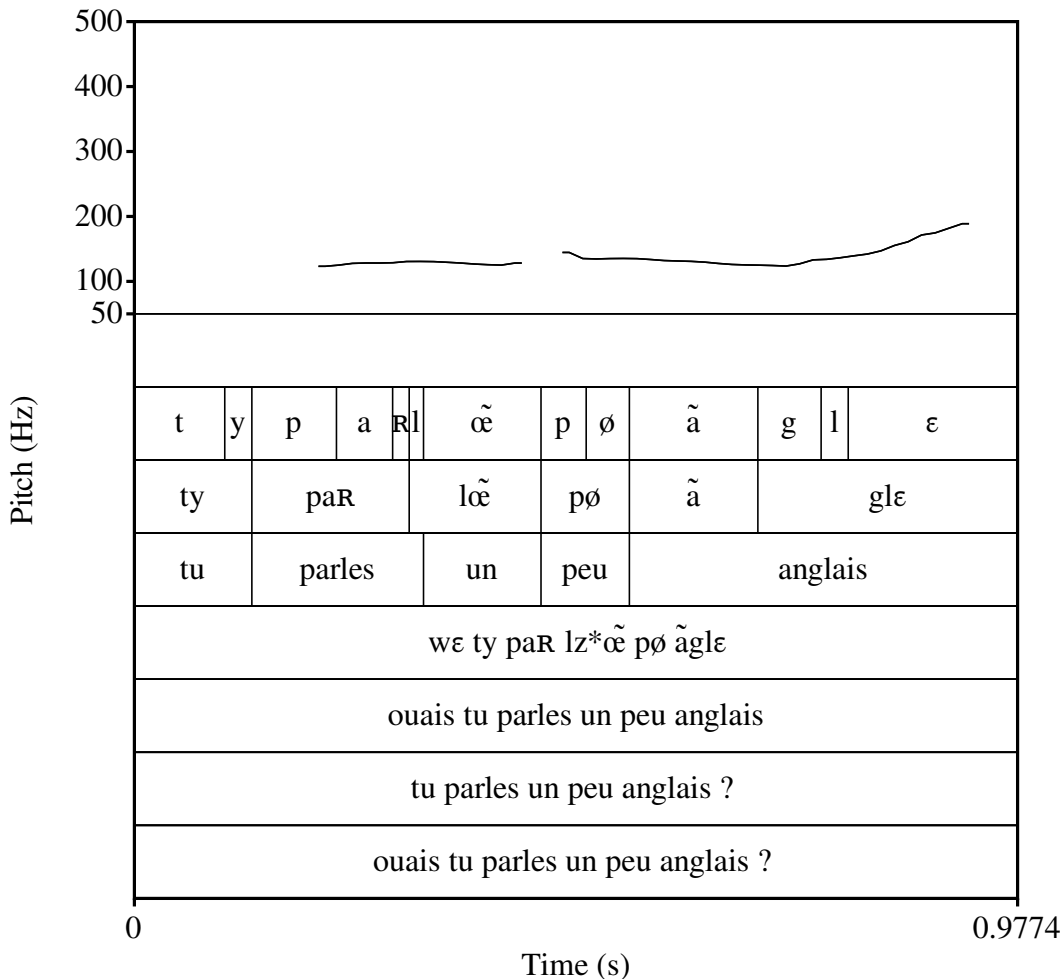 500
400
300
200
100
50
Pitch (Hz)
t y p a ʀ l œ̃ p ø ã g l ɛ
ty paʀ lœ̃ pø ã glɛ
tu parles un peu anglais
wɛ ty paʀ lz*œ̃ pø ãglɛ
ouais tu parles un peu anglais
tu parles un peu anglais ?
ouais tu parles un peu anglais ?
0 0.9774
Time (s)